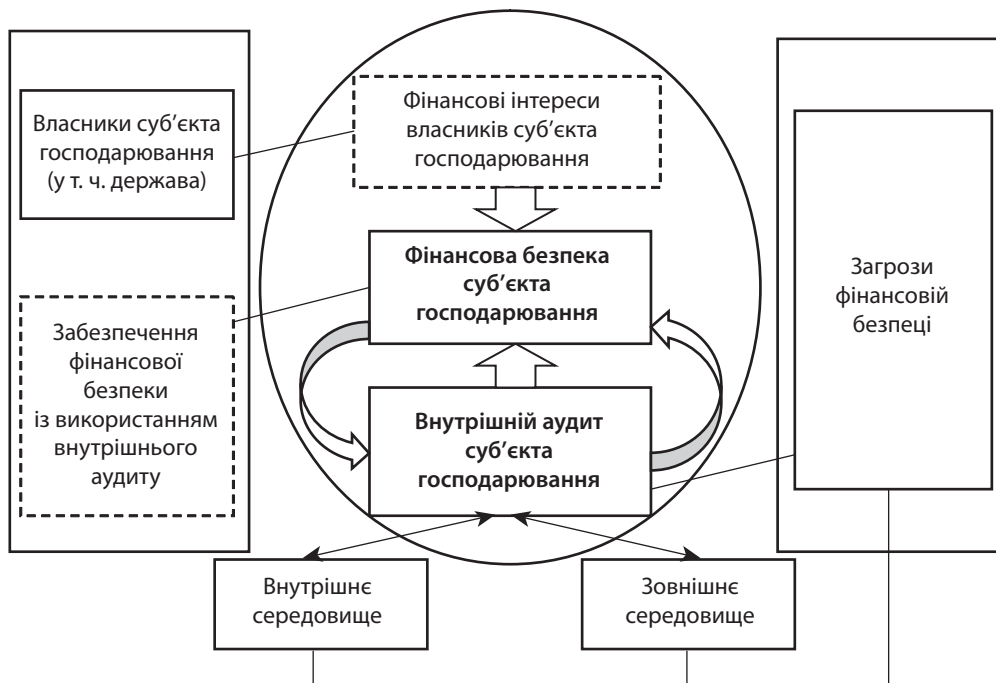 Власники суб’єкта
господарювання
(у т. ч. держава)
Забезпечення
фінансової
безпеки
із використанням
внутрішнього
аудиту
Фінансові інтереси
власників суб’єкта
господарювання
Фінансова безпека
суб’єкта
господарювання
Внутрішній аудит
суб’єкта
господарювання
Загрози
фінансовій
безпеці
Внутрішнє
середовище
Зовнішнє
середовище